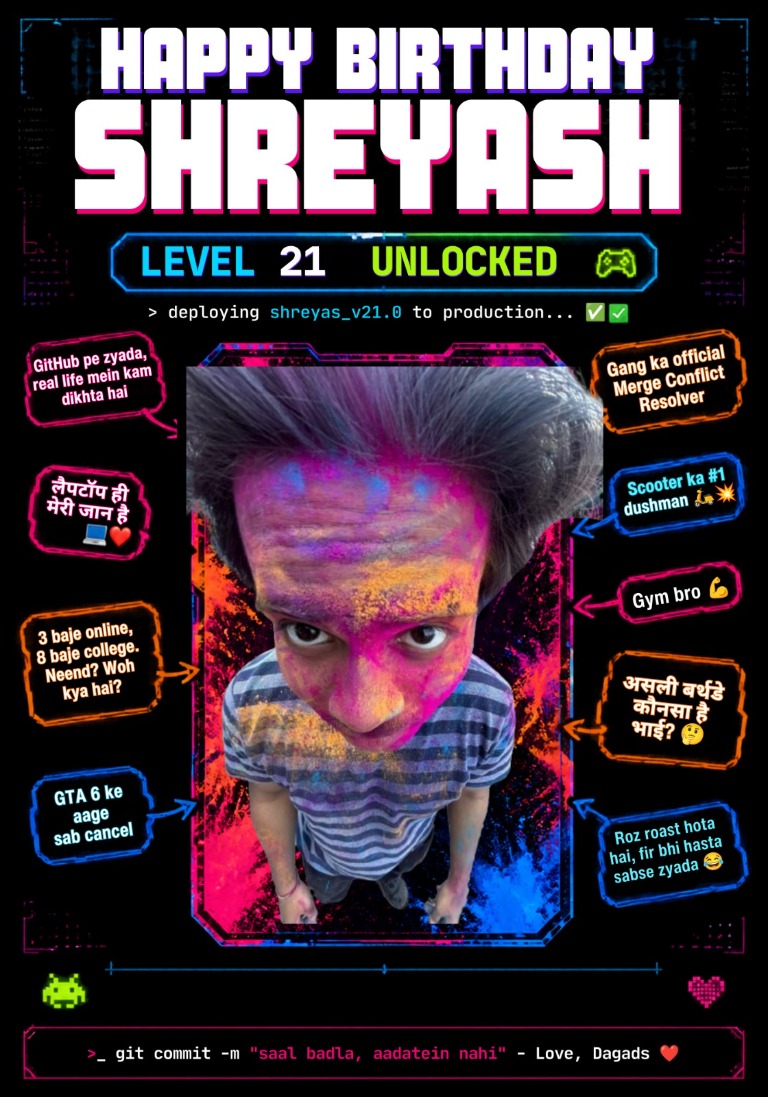 HAPPY BIRTHDAY
SHREYASH
LEVEL 21 UNLOCKED 🎮
> deploying shreyas_v21.0 to production... ✅✅
GitHub pe zyada,
real life mein kam
dikhta hai
Gang ka official
Merge Conflict
Resolver
लैपटॉप ही
मेरी जान है
💻❤️
Scooter ka #1
dushman 🛵💥
Gym bro 💪
3 baje online,
8 baje college.
Neend? Woh
kya hai?
असली बर्थडे
कौनसा है
भाई? 🤔
GTA 6 ke
aage
sab cancel
Roz roast hota
hai, fir bhi hasta
sabse zyada 😂
>_ git commit -m "saal badla, aadatein nahi" - Love, Dagads ❤️